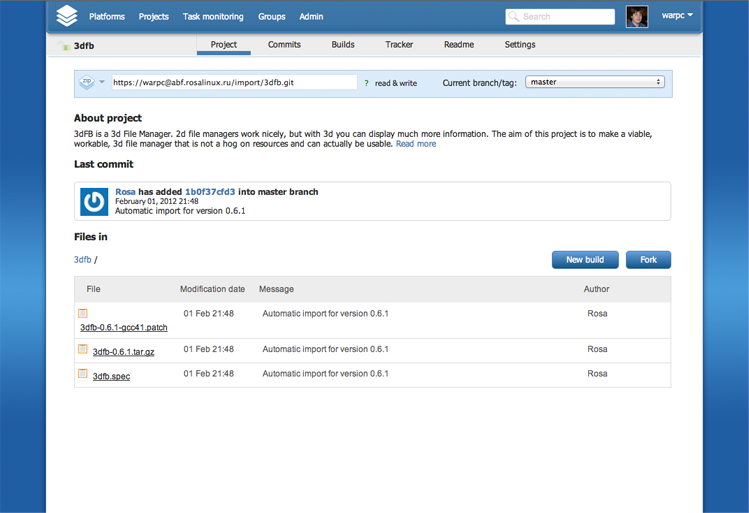 Platforms Projects Task monitoring Groups Admin Search warpc
3dfb Project Commits Builds Tracker Readme Settings
zip https://warpc@abf.rosalinux.ru/import/3dfb.git ? read & write Current branch/tag: master
About project
3dFB is a 3d File Manager. 2d file managers work nicely, but with 3d you can display much more information. The aim of this project is to make a viable,
workable, 3d file manager that is not a hog on resources and can actually be usable. Read more
Last commit
Rosa has added 1b0f37cfd3 into master branch
February 01, 2012 21:48
Automatic import for version 0.6.1
Files in
3dfb / New build Fork
File Modification date Message Author
3dfb-0.6.1-gcc41.patch 01 Feb 21:48 Automatic import for version 0.6.1 Rosa
3dfb-0.6.1.tar.gz 01 Feb 21:48 Automatic import for version 0.6.1 Rosa
3dfb.spec 01 Feb 21:48 Automatic import for version 0.6.1 Rosa